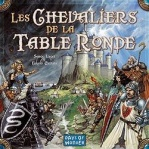 Les Chevaliers
de la
Table Ronde
Days of
Wonder